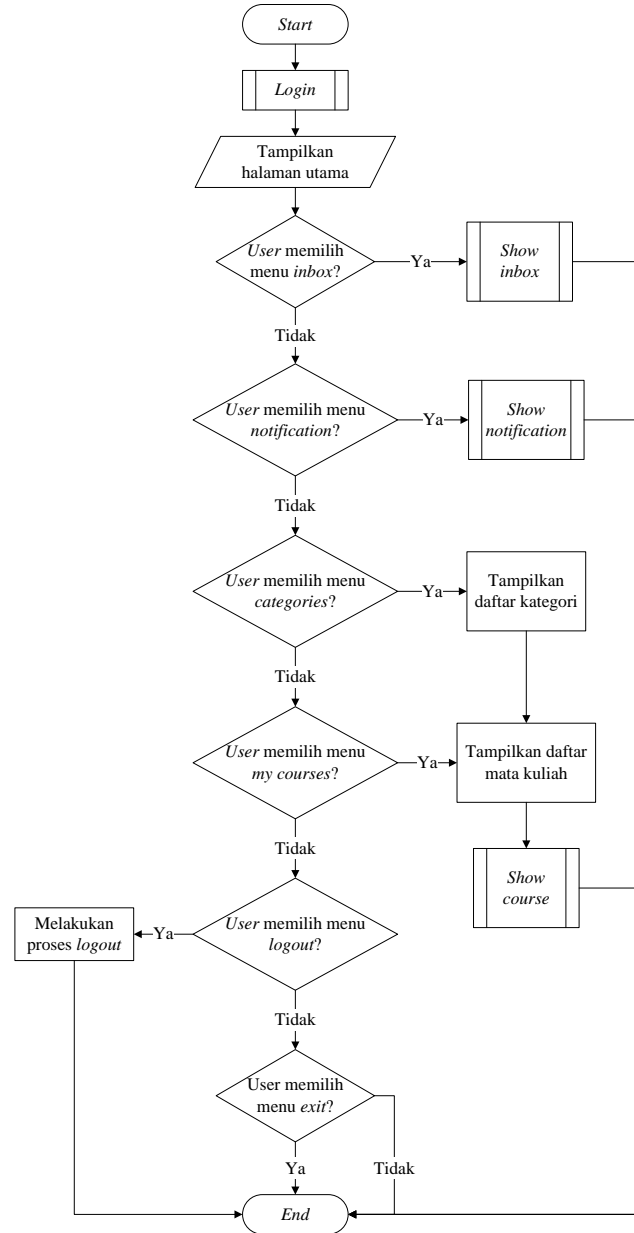 Start
Login
Tampilkan
halaman utama
User memilih
menu inbox?
Ya
Show
inbox
Tidak
User memilih menu
notification?
Ya
Show
notification
Tidak
User memilih menu
categories?
Ya
Tampilkan
daftar kategori
Tidak
User memilih menu
my courses?
Ya
Tampilkan daftar
mata kuliah
Tidak
Show
course
Melakukan
proses logout
Ya
User memilih menu
logout?
Tidak
User memilih
menu exit?
Ya
Tidak
End